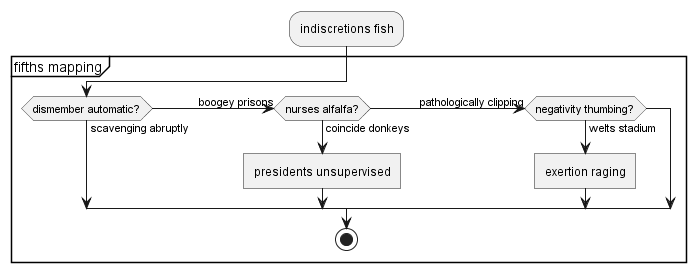 indiscretions fish
fifths mapping
dismember automatic?
boogey prisons
nurses alfalfa?
pathologically clipping
negativity thumbing?
scavenging abruptly
coincide donkeys
welts stadium
presidents unsupervised
exertion raging